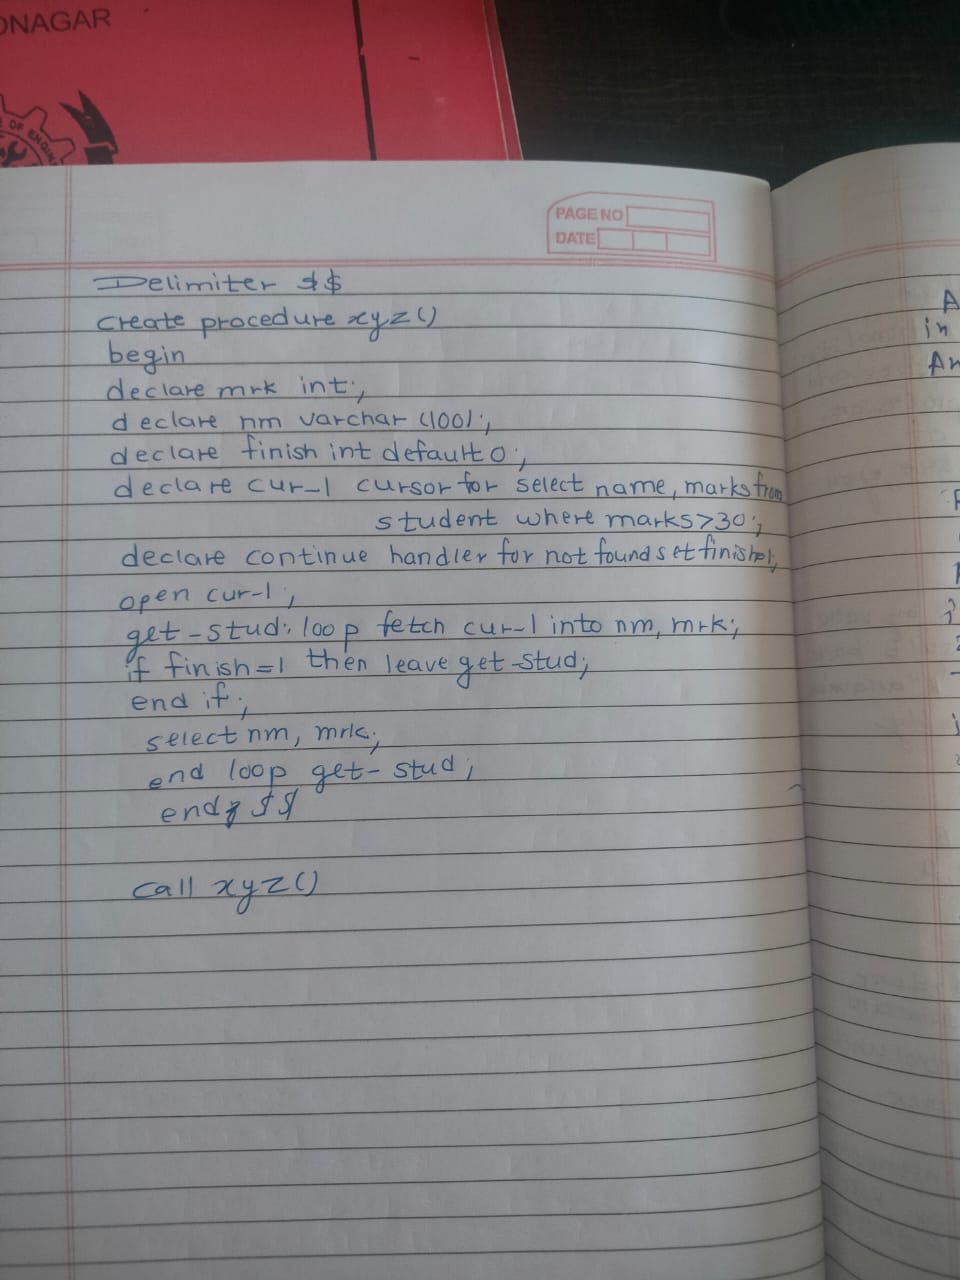 ONAGAR
OF ENGIN
PAGE NO
DATE
Delimiter $$
create procedure xyz()
begin
declare mrk int;
declare nm varchar (100);
declare finish int default 0;
declare cur_1 cursor for select name, marks from
student where marks>30;
declare continue handler for not found set finish=1;
open cur-1;
get-stud: loop fetch cur-1 into nm, mrk;
if finish=1 then leave get-stud;
end if;
select nm, mrk;
end loop get-stud;
end $$
call xyz()
A
in
An